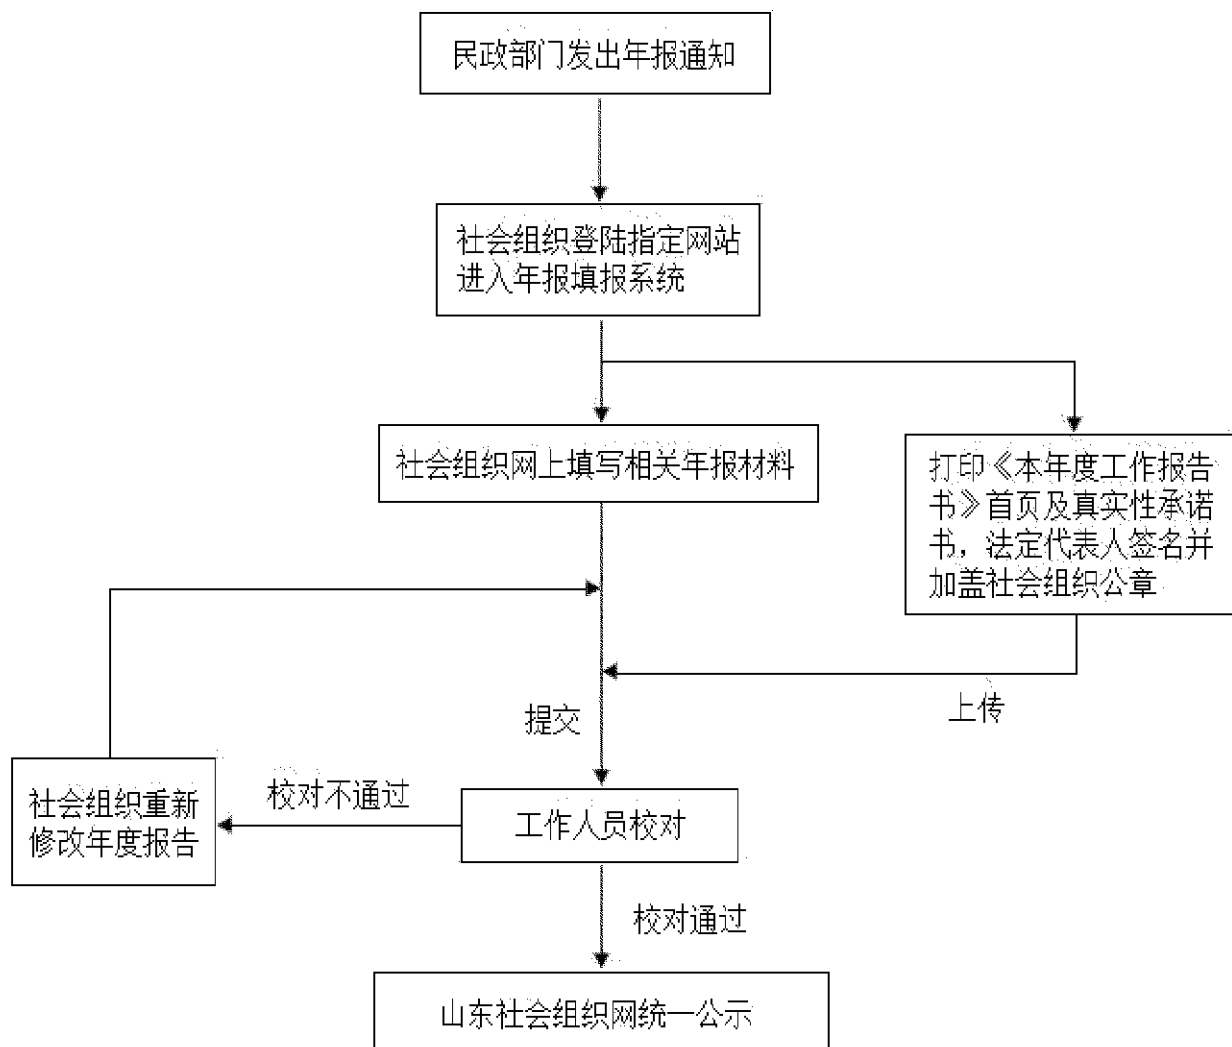 民政部门发出年报通知
社会组织登陆指定网站
进入年报填报系统
社会组织网上填写相关年报材料
打印《本年度工作报告
书》首页及真实性承诺
书，法定代表人签名并
加盖社会组织公章
提交
上传
社会组织重新
修改年度报告
校对不通过
工作人员校对
校对通过
山东社会组织网统一公示